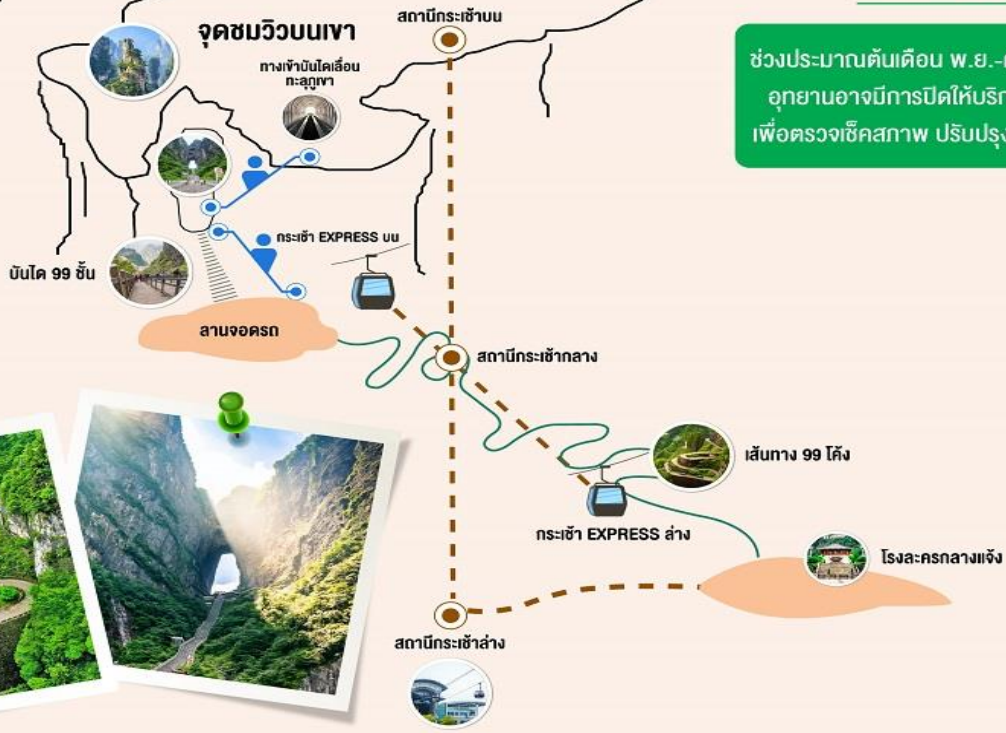 จุดชมวิวบนเขา
สถานีกระเช้าบน
ทางเข้าบันไดเลื่อน
ทะลุภูเขา
ช่วงประมาณต้นเดือน พ.ย.-
อุทยานอาจมีการปิดให้
เพื่อตรวจเช็คสภาพ ปรับปรุง
กระเช้า EXPRESS บน
บันได 99 ชั้น
ลานจอดรถ
สถานีกระเช้ากลาง
เส้นทาง 99 โค้ง
กระเช้า EXPRESS ล่าง
โรงละครกลางแจ้ง
สถานีกระเช้าล่าง